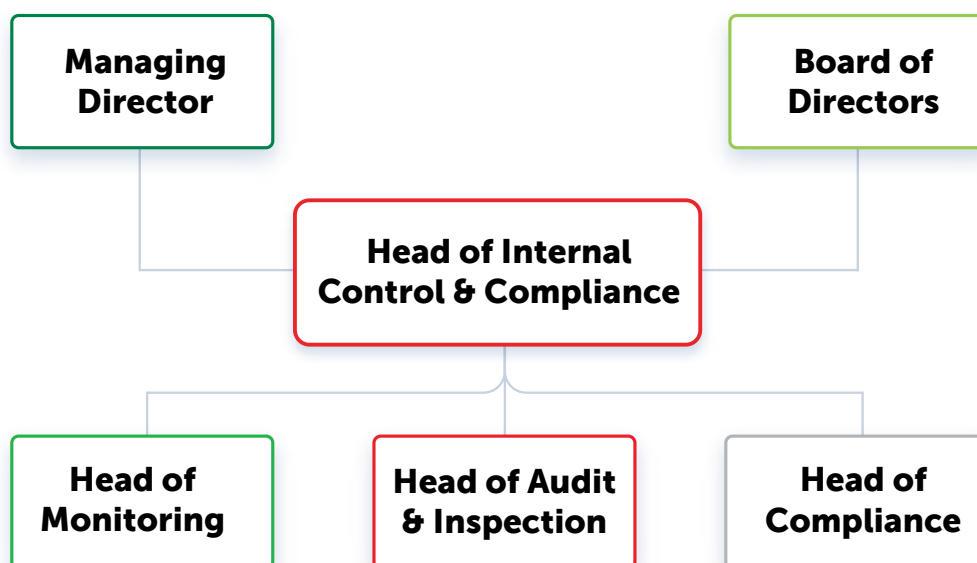 Managing
Director
Board of
Directors
Head of Internal
Control & Compliance
Head of
Monitoring
Head of Audit
& Inspection
Head of
Compliance